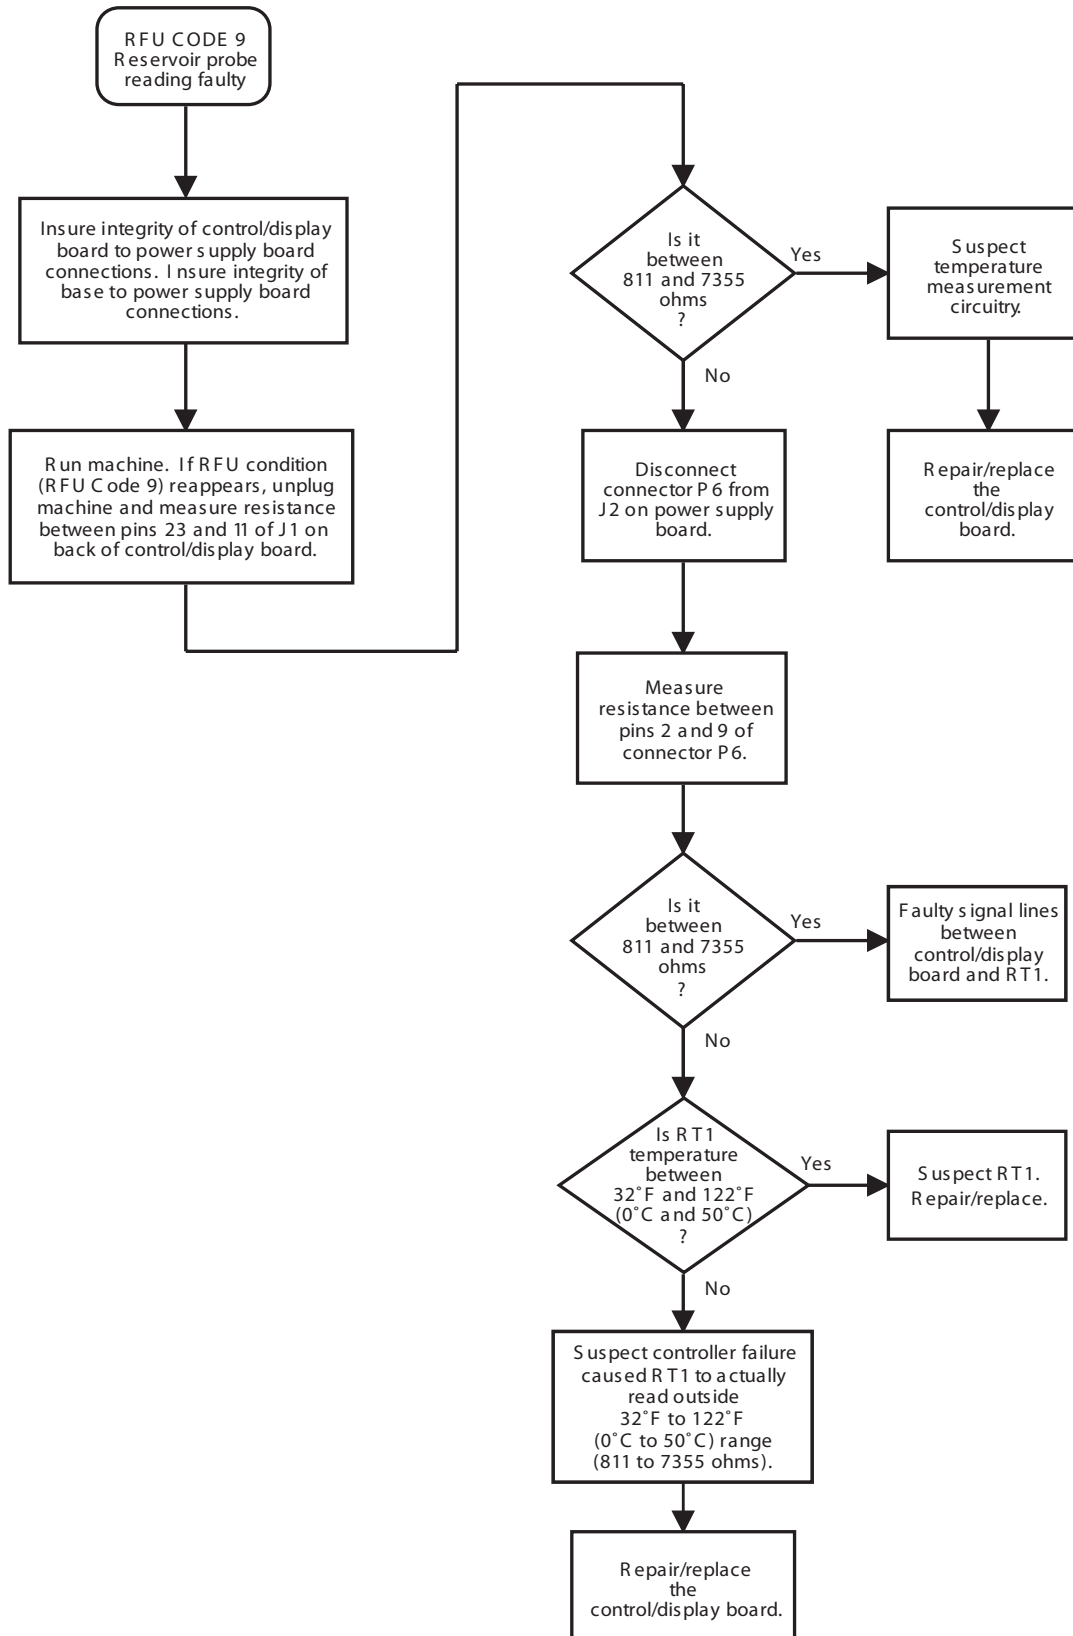 RFU CODE 9
Reservoir probe
reading faulty
Insure integrity of control/display
board to power supply board
connections. Insure integrity of
base to power supply board
connections.
Run machine. If RFU condition
(RFU Code 9) reappears, unplug
machine and measure resistance
between pins 23 and 11 of J1 on
back of control/display board.
Is it
between
811 and 7355
ohms
?
Yes
Suspect
temperature
measurement
circuitry.
Repair/replace
the
control/display
board.
No
Disconnect
connector P6 from
J2 on power supply
board.
Measure
resistance between
pins 2 and 9 of
connector P6.
Is it
between
811 and 7355
ohms
?
Yes
Faulty signal lines
between
control/display
board and RT1.
No
Is RT1
temperature
between
32˚F and 122˚F
(0˚C and 50˚C)
?
Yes
Suspect RT1.
Repair/replace.
No
Suspect controller failure
caused RT1 to actually
read outside
32˚F to 122˚F
(0˚C to 50˚C) range
(811 to 7355 ohms).
Repair/replace
the
control/display board.